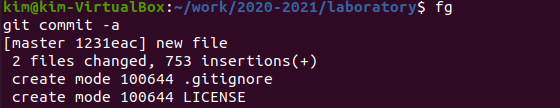 kim@kim-VirtualBox:~/work/2020-2021/laboratory$ fg
git commit -a
[master 1231eac] new file
 2 files changed, 753 insertions(+)
 create mode 100644 .gitignore
 create mode 100644 LICENSE